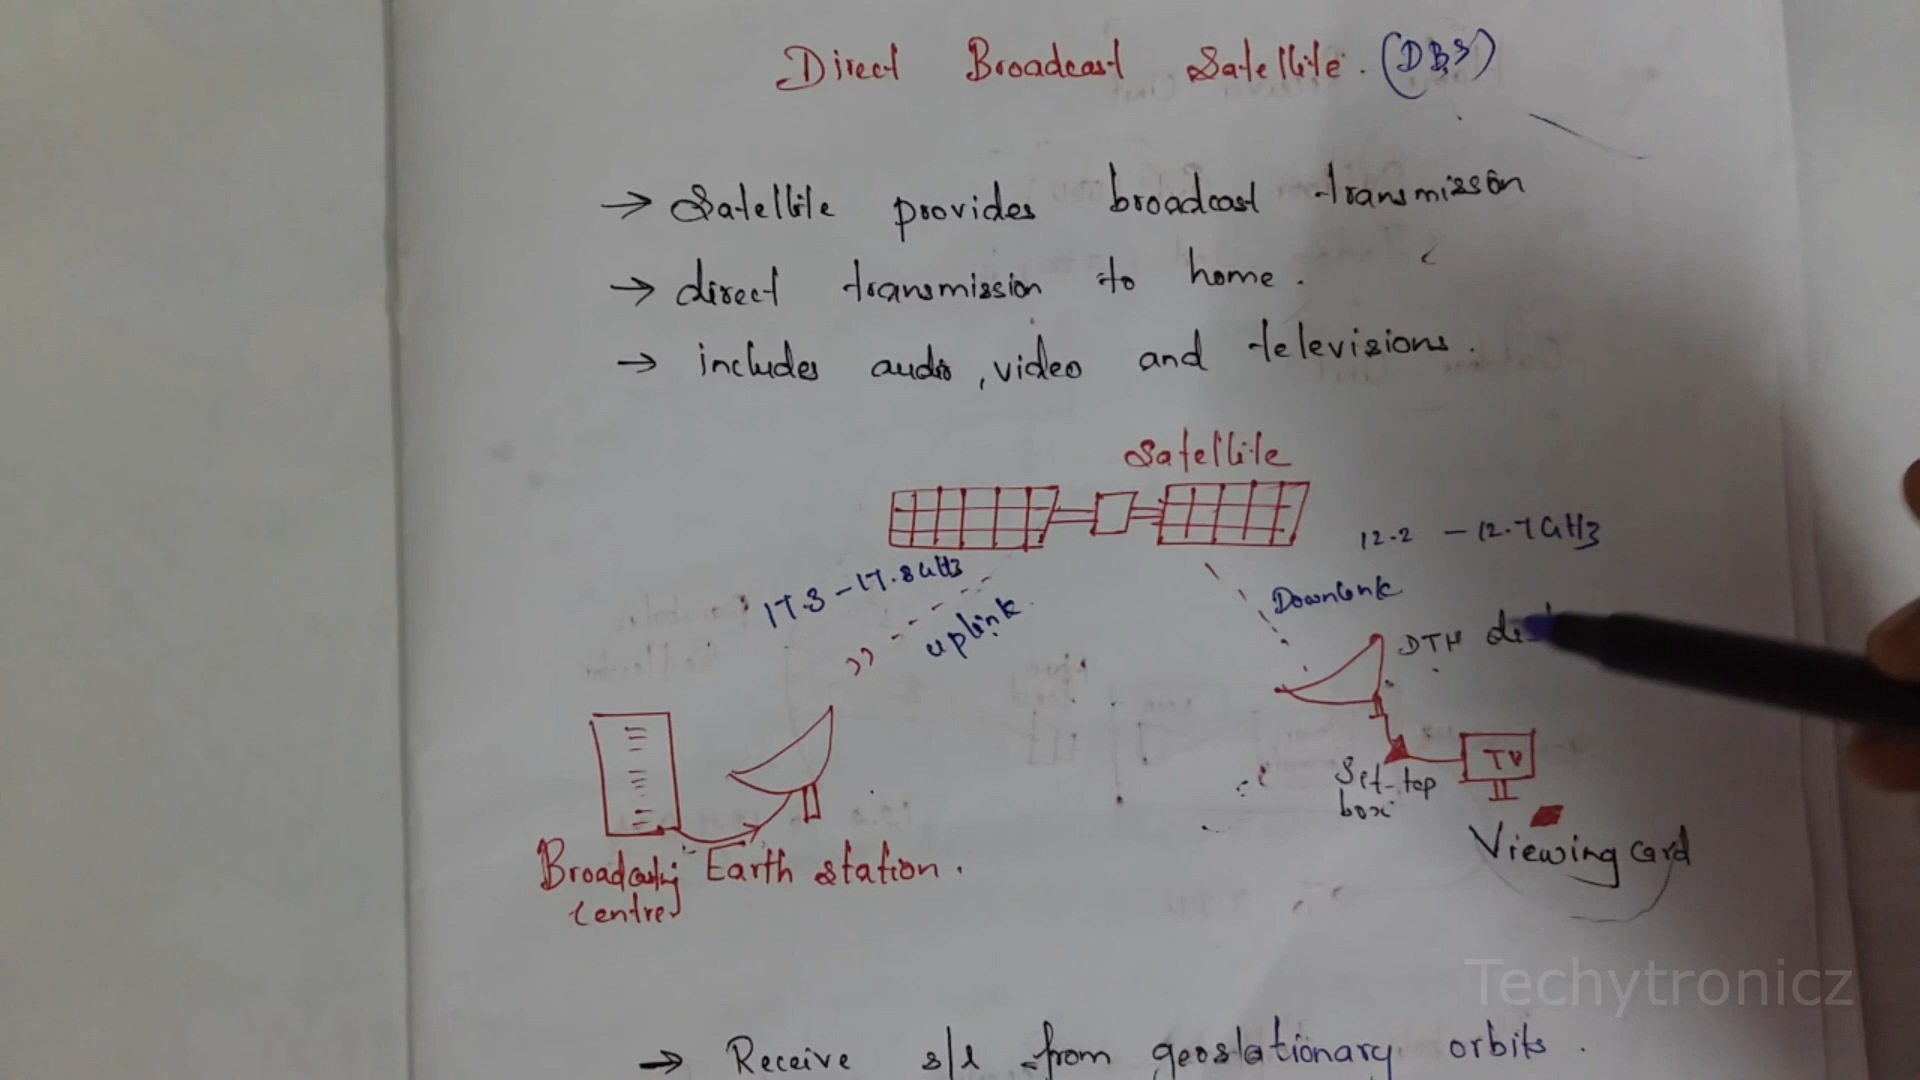 Direct Broadcast Satellite. (DBS)
→ Satellite provides broadcast transmission
→ direct transmission to home.
→ includes audio, video and televisions.
Satellite
12.2 - 12.7 GHz
17.3 - 17.8 GHz
uplink
Downlink
DTH
TV
Set-top
box
Viewing card
Broadcasting Earth station.
centre
Techytronicz
→ Receive s/l from geostationary orbits.